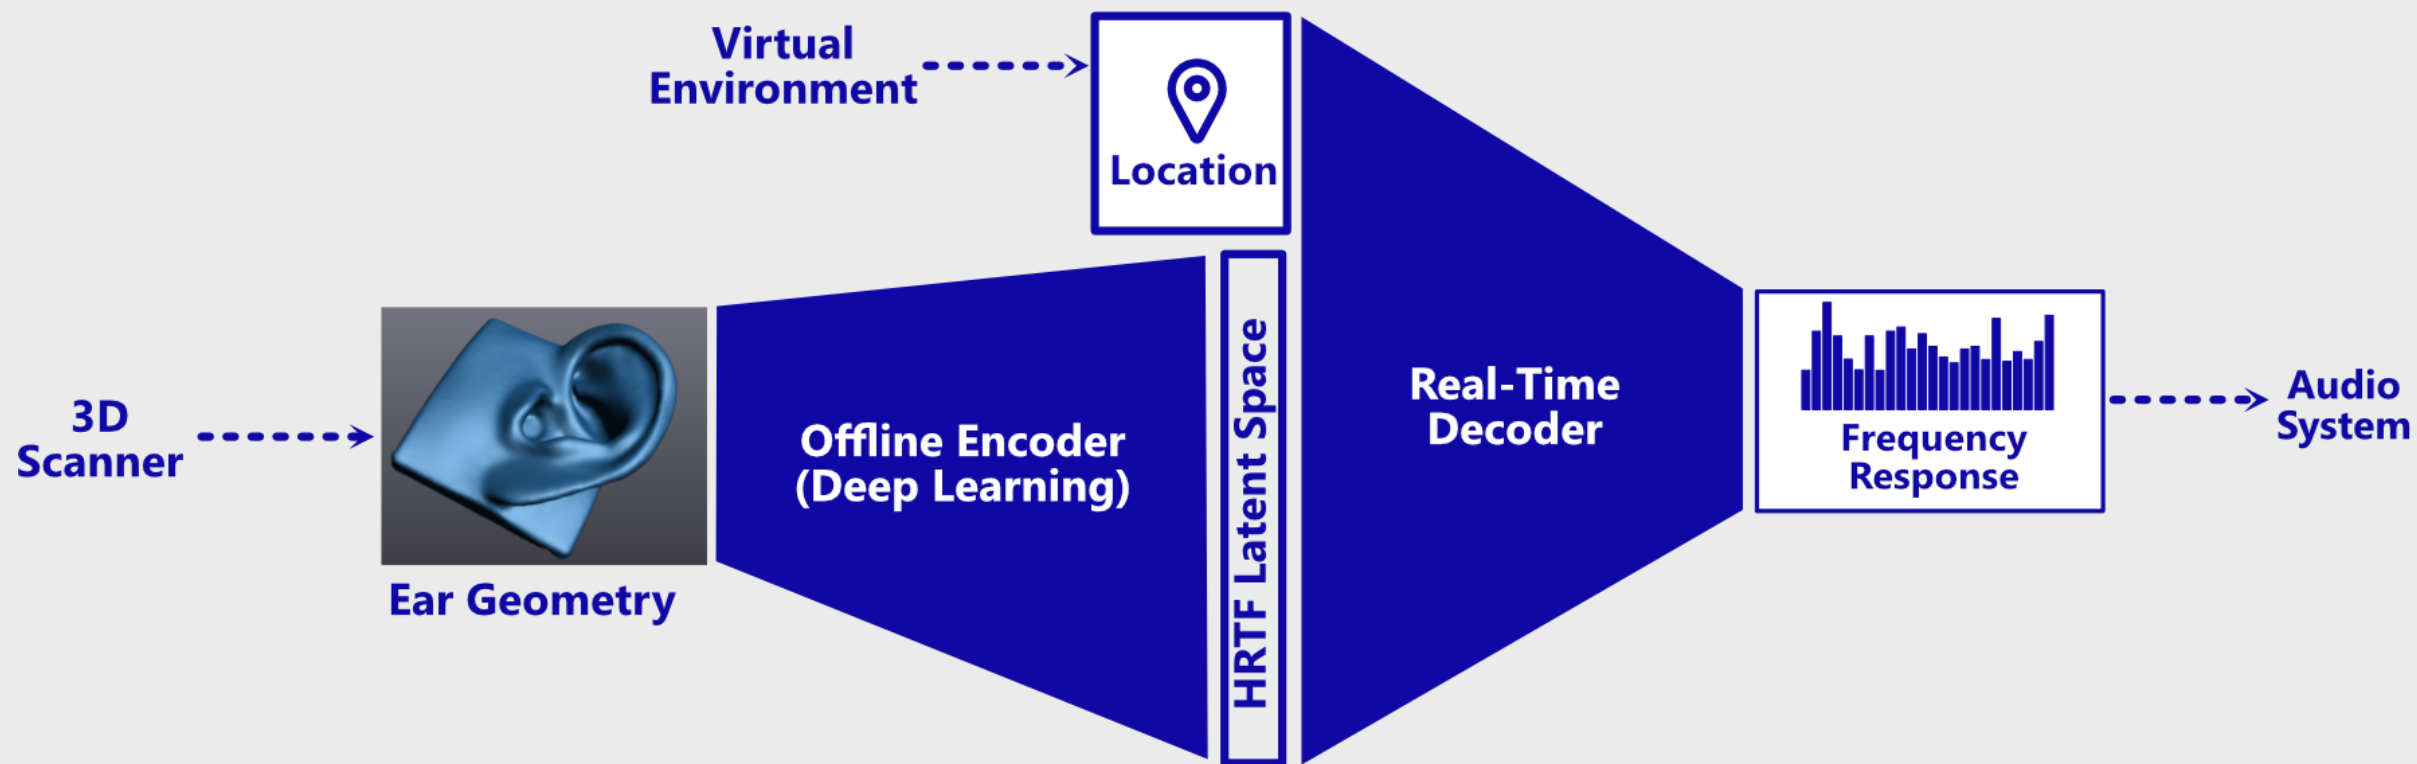 Virtual
Environment
Location
3D
Scanner
Ear Geometry
Offline Encoder
(Deep Learning)
HRTF Latent Space
Real-Time
Decoder
Frequency
Response
Audio
System